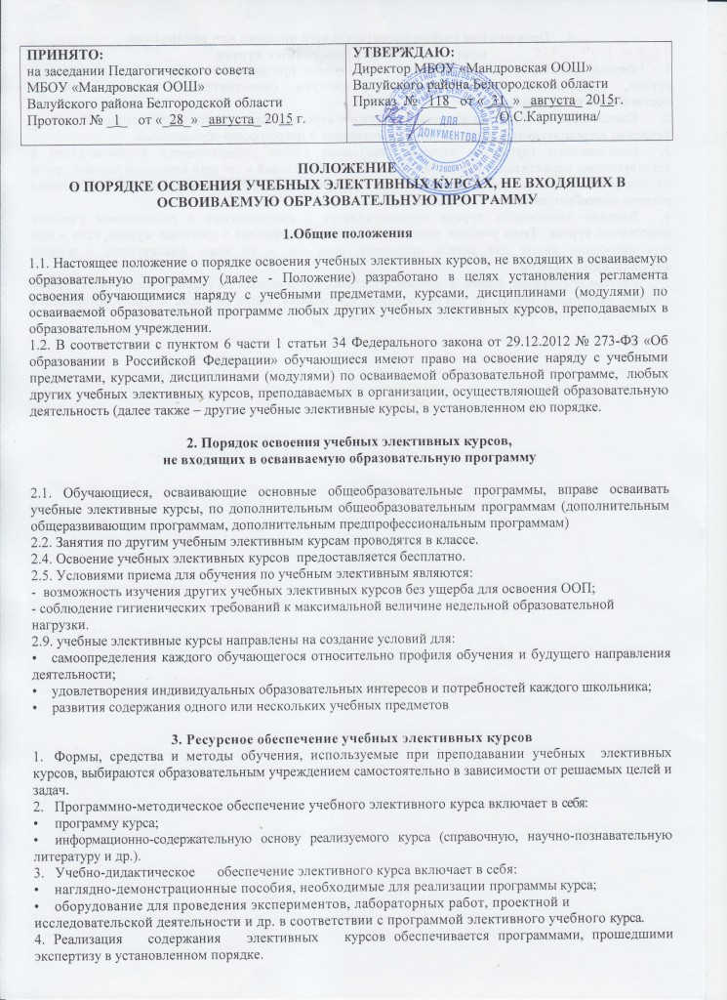 ПРИНЯТО:
на заседании Педагогического совета
МБОУ «Мандровская ООШ»
Валуйского района Белгородской области
Протокол № _1_ от «_28_» _августа_ 2015 г.
УТВЕРЖДАЮ:
Директор МБОУ «Мандровская ООШ»
Валуйского района Белгородской области
Приказ № _118_ от «_31_» _августа_ 2015г.
/О.С.Карпушина/
ДЛЯ
ДОКУМЕНТОВ
ПОЛОЖЕНИЕ
О ПОРЯДКЕ ОСВОЕНИЯ УЧЕБНЫХ ЭЛЕКТИВНЫХ КУРСАХ, НЕ ВХОДЯЩИХ В
ОСВОИВАЕМУЮ ОБРАЗОВАТЕЛЬНУЮ ПРОГРАММУ
1.Общие положения
1.1. Настоящее положение о порядке освоения учебных элективных курсов, не входящих в осваиваемую
образовательную программу (далее - Положение) разработано в целях установления регламента
освоения обучающимися наряду с учебными предметами, курсами, дисциплинами (модулями) по
осваиваемой образовательной программе любых других учебных элективных курсов, преподаваемых в
образовательном учреждении.
1.2. В соответствии с пунктом 6 части 1 статьи 34 Федерального закона от 29.12.2012 № 273-ФЗ «Об
образовании в Российской Федерации» обучающиеся имеют право на освоение наряду с учебными
предметами, курсами, дисциплинами (модулями) по осваиваемой образовательной программе, любых
других учебных элективных курсов, преподаваемых в организации, осуществляющей образовательную
деятельность (далее также – другие учебные элективные курсы, в установленном ею порядке.
2. Порядок освоения учебных элективных курсов,
не входящих в осваиваемую образовательную программу
2.1. Обучающиеся, осваивающие основные общеобразовательные программы, вправе осваивать
учебные элективные курсы, по дополнительным общеобразовательным программам (дополнительным
общеразвивающим программам, дополнительным предпрофессиональным программам)
2.2. Занятия по другим учебным элективным курсам проводятся в классе.
2.4. Освоение учебных элективных курсов предоставляется бесплатно.
2.5. Условиями приема для обучения по учебным элективным являются:
- возможность изучения других учебных элективных курсов без ущерба для освоения ООП;
- соблюдение гигиенических требований к максимальной величине недельной образовательной
нагрузки.
2.9. учебные элективные курсы направлены на создание условий для:
• самоопределения каждого обучающегося относительно профиля обучения и будущего направления
деятельности;
• удовлетворения индивидуальных образовательных интересов и потребностей каждого школьника;
• развития содержания одного или нескольких учебных предметов
3. Ресурсное обеспечение учебных элективных курсов
1. Формы, средства и методы обучения, используемые при преподавании учебных элективных
курсов, выбираются образовательным учреждением самостоятельно в зависимости от решаемых целей и
задач.
2. Программно-методическое обеспечение учебного элективного курса включает в себя:
• программу курса;
• информационно-содержательную основу реализуемого курса (справочную, научно-познавательную
литературу и др.).
3. Учебно-дидактическое обеспечение элективного курса включает в себя:
• наглядно-демонстрационные пособия, необходимые для реализации программы курса;
• оборудование для проведения экспериментов, лабораторных работ, проектной и
исследовательской деятельности и др. в соответствии с программой элективного учебного курса.
4. Реализация содержания элективных курсов обеспечивается программами, прошедшими
экспертизу в установленном порядке.